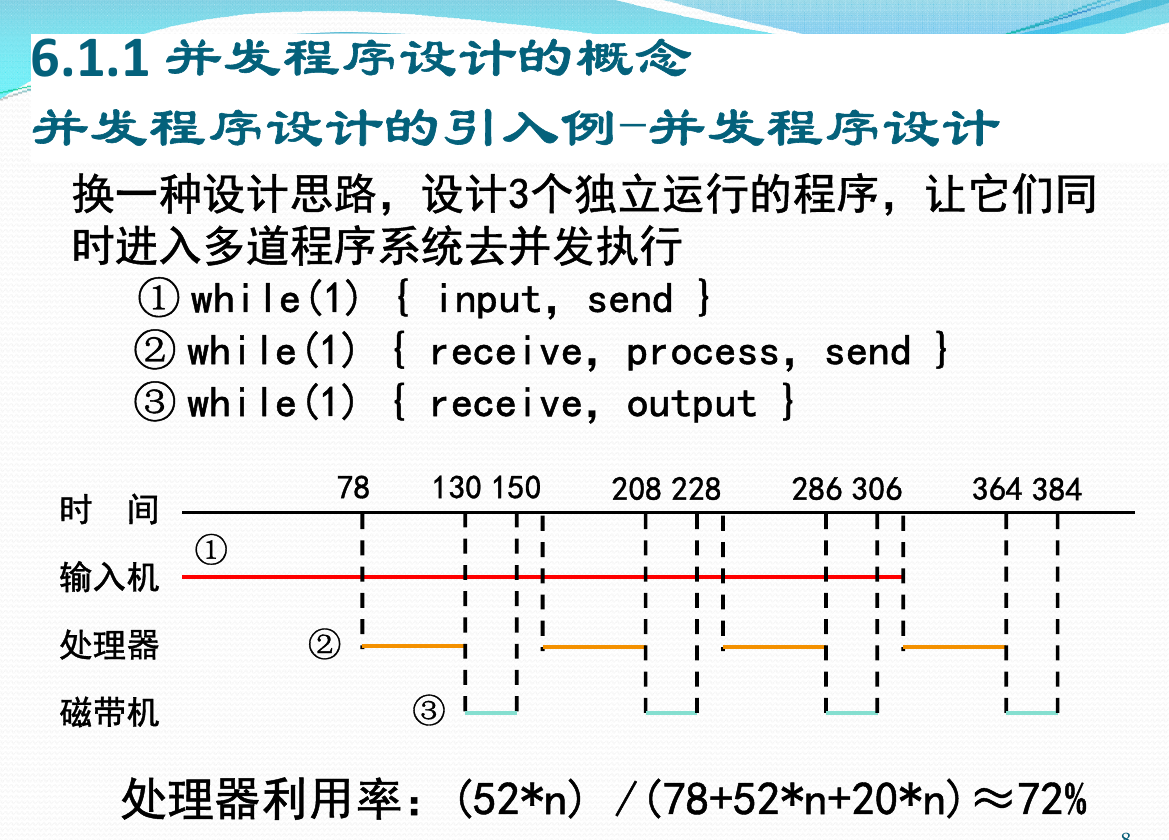 6.1.1 并发程序设计的概念
并发程序设计的引入例-并发程序设计
换一种设计思路，设计3个独立运行的程序，让它们同
时进入多道程序系统去并发执行
① while(1) { input, send }
② while(1) { receive, process, send }
③ while(1) { receive, output }
78 130 150 208 228 286 306 364 384
时 间
①
输入机
处理器 ②
磁带机 ③
处理器利用率：(52*n) /(78+52*n+20*n)≈72%
8